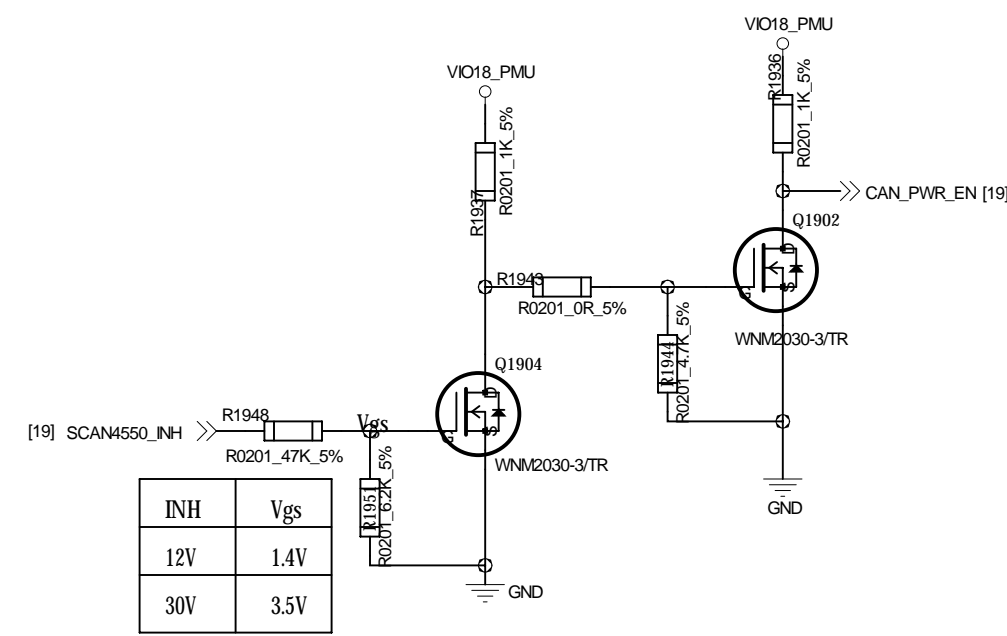 VIO18_PMU
R1936
R0201_1K_5%
VIO18_PMU
R1937
R0201_1K_5%
CAN_PWR_EN [19]
Q1902
D
G
S
WNM2030-3/TR
R1943
R0201_0R_5%
R1944
R0201_4.7K_5%
GND
Q1904
D
G
S
WNM2030-3/TR
[19] SCAN4550_INH
R1948
R0201_47K_5%
Vgs
R1951
R0201_6.2K_5%
GND
INH Vgs
12V 1.4V
30V 3.5V